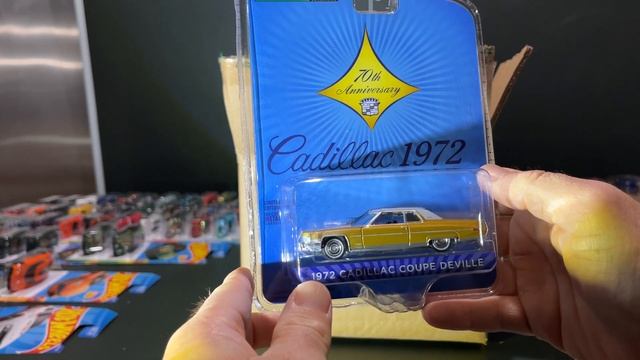 70th
Anniversary
Cadillac 1972
1972 CADILLAC COUPE DEVILLE